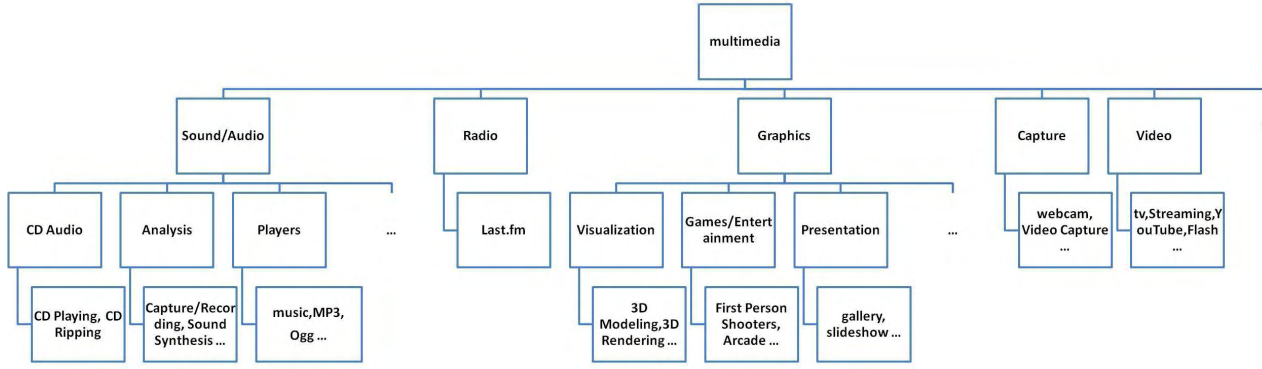 multimedia
Sound/Audio
Radio
Graphics
Capture
Video
CD Audio
Analysis
Players
...
Last.fm
Visualization
Games/Entert
ainment
Presentation
...
webcam,
Video Capture
...
tv,Streaming,Y
ouTube,Flash
...
CD Playing, CD
Ripping
Capture/Recor
ding, Sound
Synthesis ...
music,MP3,
Ogg ...
3D
Modeling,3D
Rendering ...
First Person
Shooters,
Arcade ...
gallery,
slideshow ...